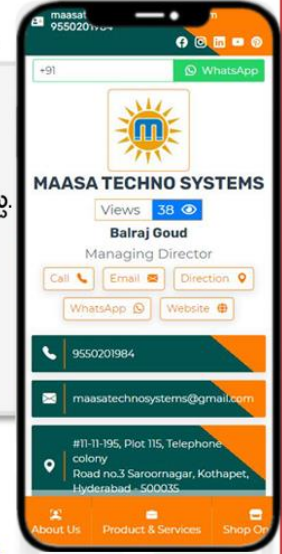 9550201984
+91
WhatsApp
m
MAASA TECHNO SYSTEMS
Views 38
Balraj Goud
Managing Director
Call Email Direction
WhatsApp Website
9550201984
maasatechnosystems@gmail.com
#11-11-195, Plot 115, Telephone
colony
Road no.3 Saroornagar, Kothapet,
Hyderabad - 500035
About Us Product & Services Shop On